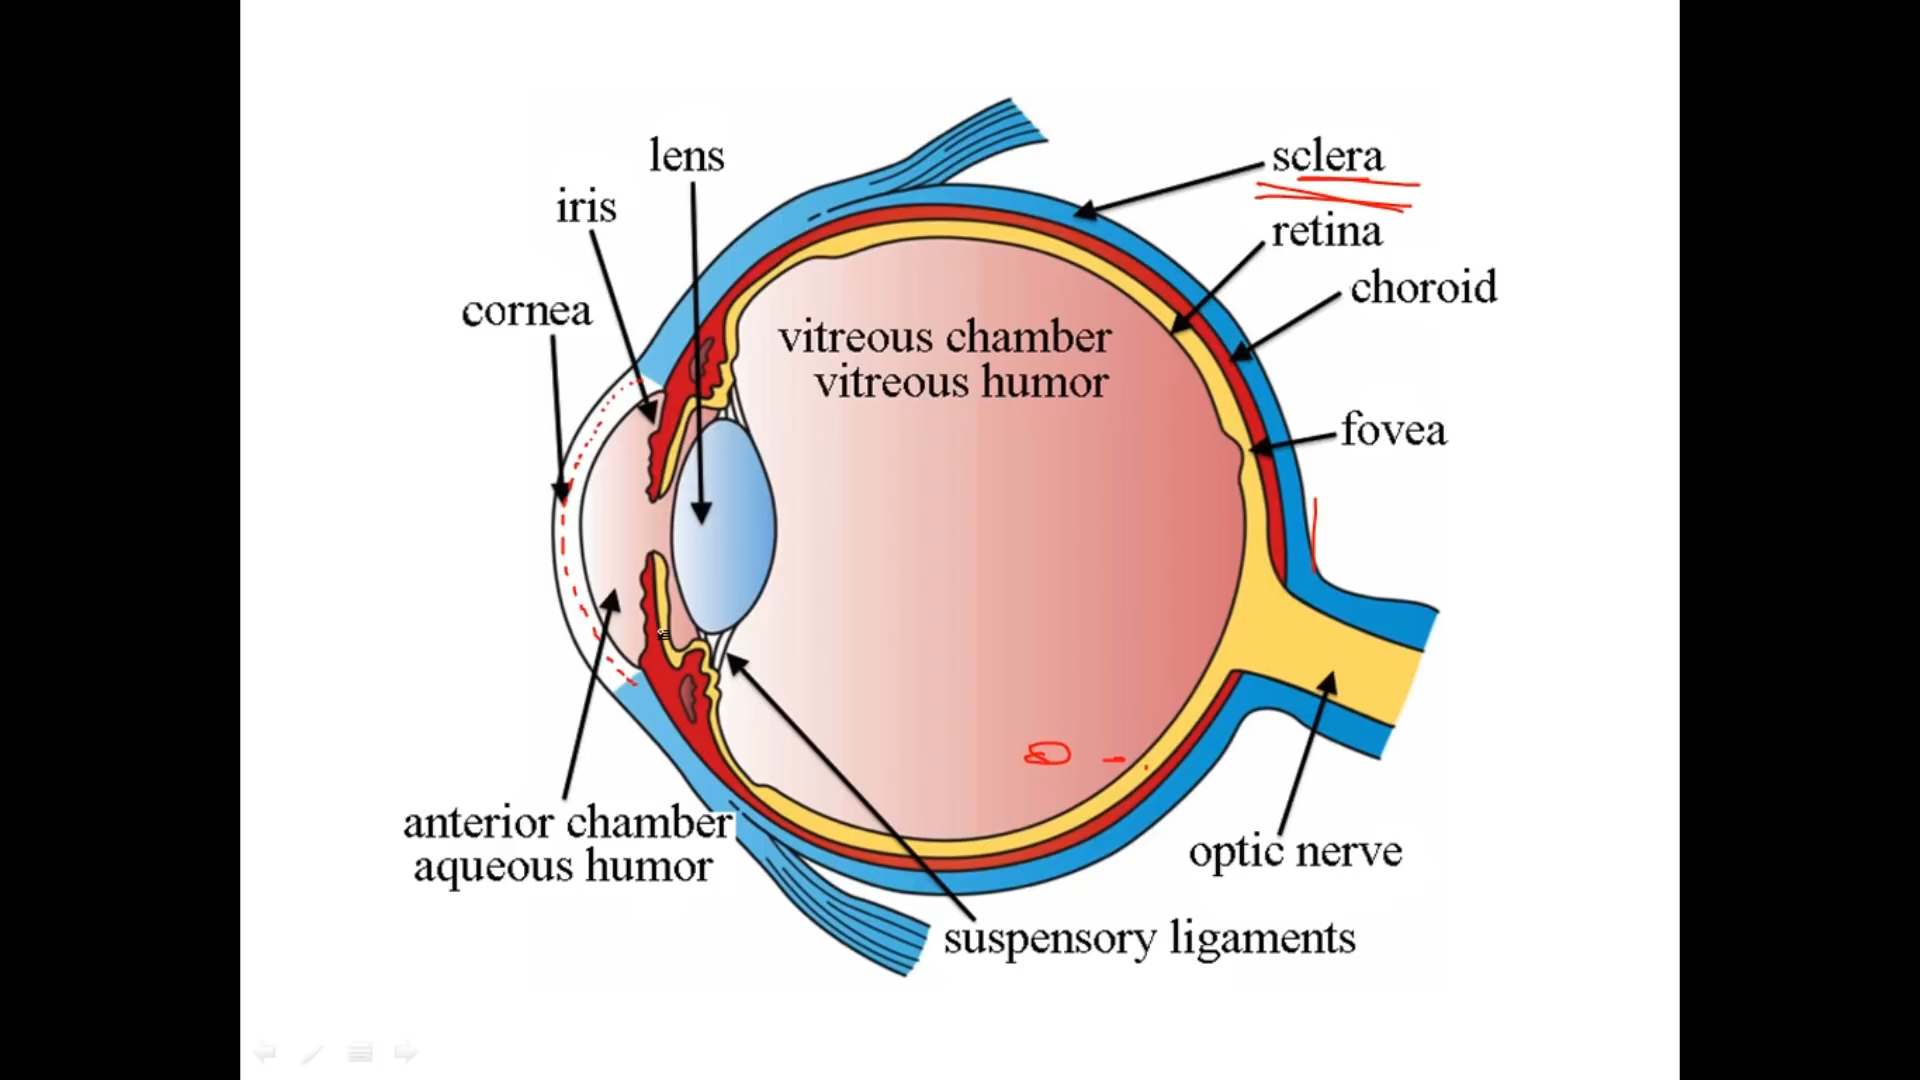 lens
sclera
iris
retina
choroid
cornea
vitreous chamber
vitreous humor
fovea
anterior chamber
aqueous humor
optic nerve
suspensory ligaments